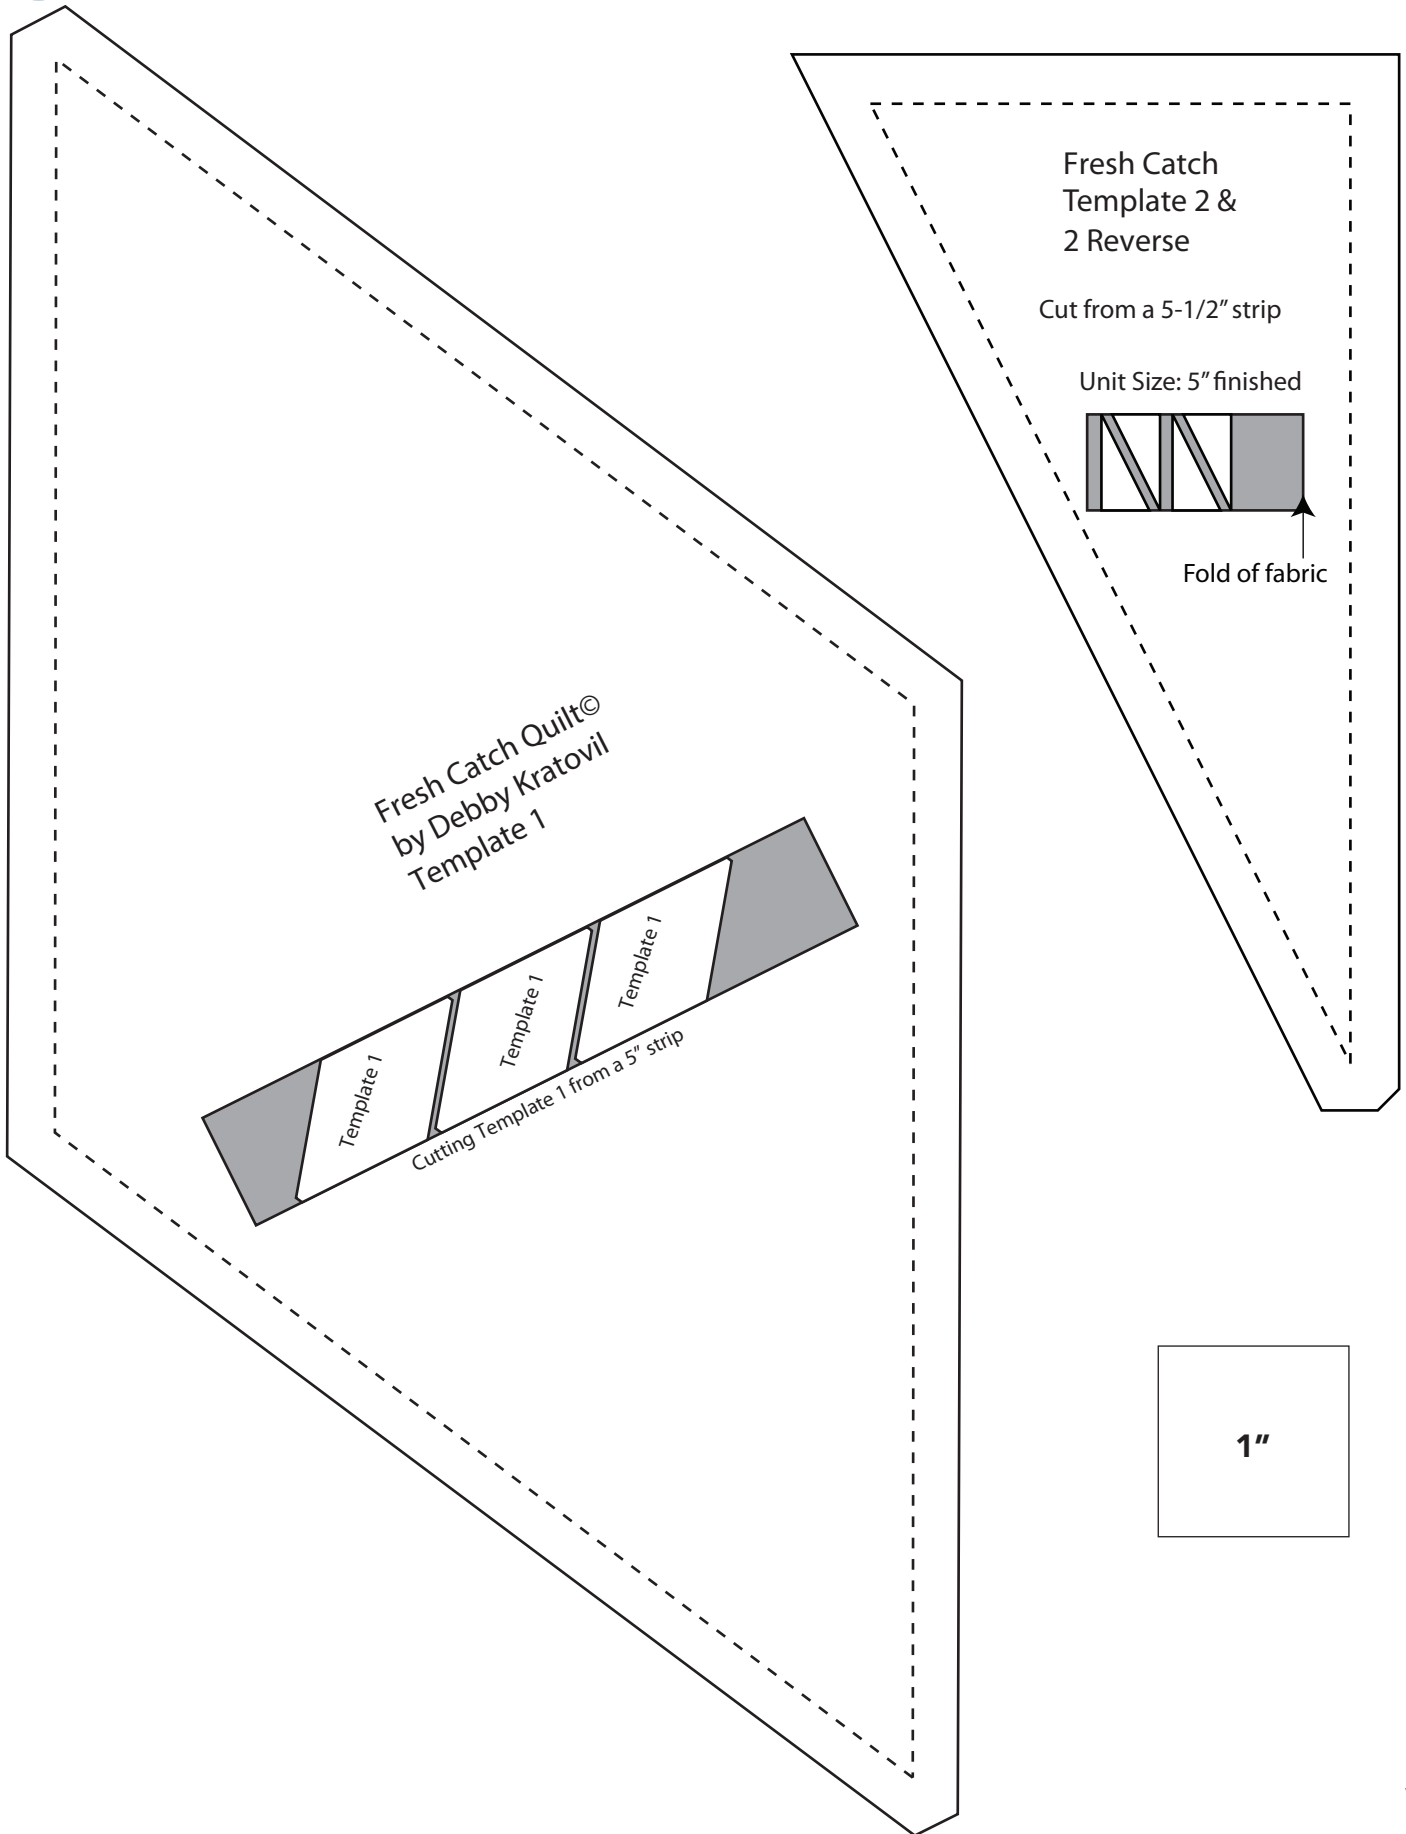 Fresh Catch
Template 2 &
2 Reverse
Cut from a 5-1/2" strip
Unit Size: 5" finished
Fold of fabric
Fresh Catch Quilt©
by Debby Kratovil
Template 1
Template 1
Template 1
Template 1
Cutting Template 1 from a 5" strip
1"